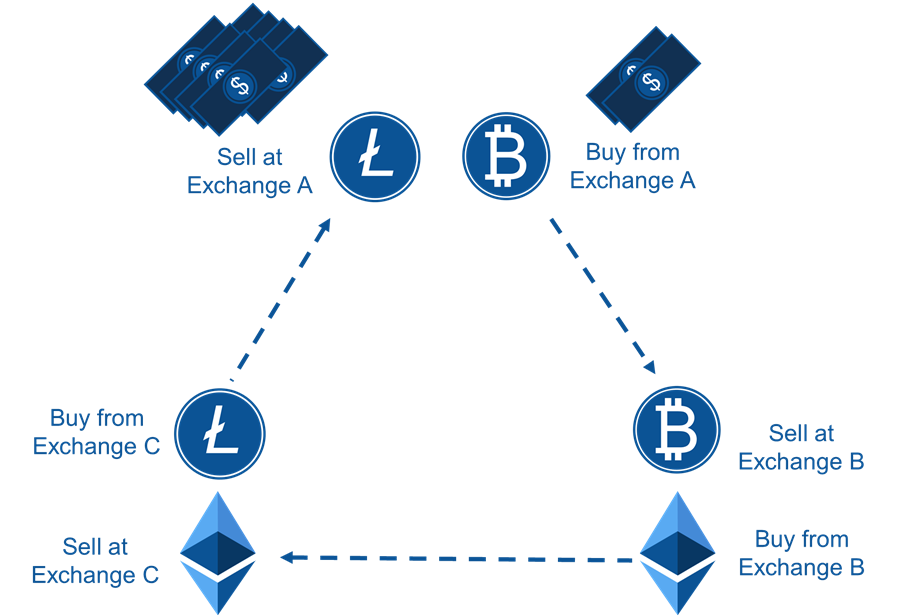 Sell at
Exchange A
Buy from
Exchange A
Buy from
Exchange C
Sell at
Exchange B
Sell at
Exchange C
Buy from
Exchange B